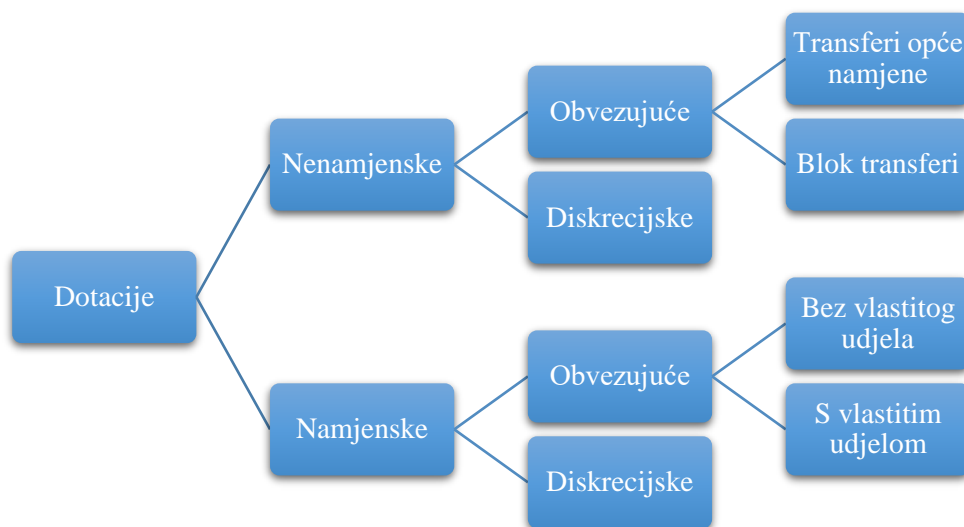 Dotacije
Nenamjenske
Obvezujuće
Transferi opće
namjene
Blok transferi
Diskrecijske
Namjenske
Obvezujuće
Bez vlastitog
udjela
S vlastitim
udjelom
Diskrecijske